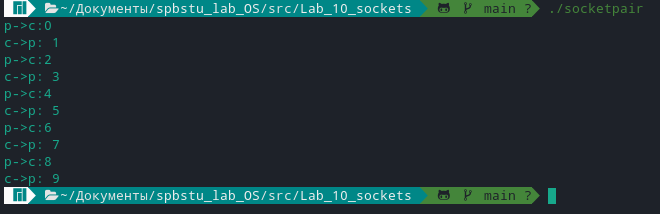 ~/Документы/spbstu_lab_OS/src/Lab_10_sockets main ? ./socketpair
p->c:0
c->p: 1
p->c:2
c->p: 3
p->c:4
c->p: 5
p->c:6
c->p: 7
p->c:8
c->p: 9
~/Документы/spbstu_lab_OS/src/Lab_10_sockets main ?